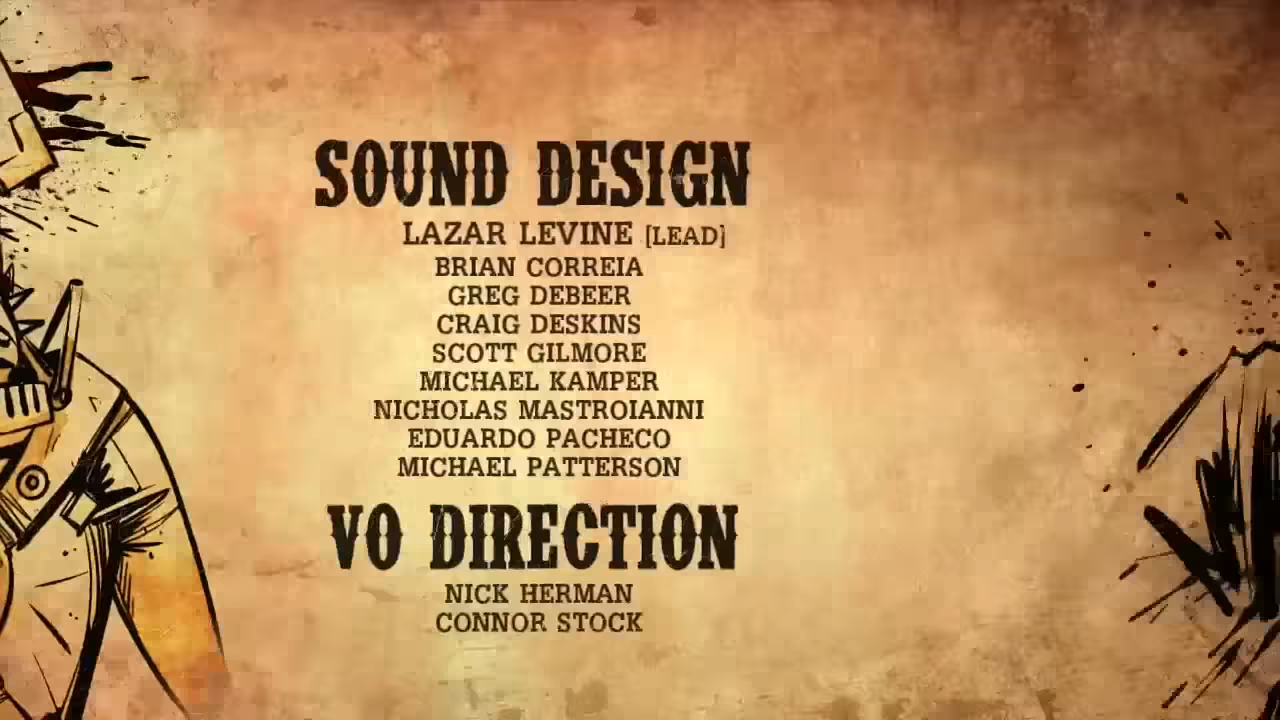 SOUND DESIGN
LAZAR LEVINE [LEAD]
BRIAN CORREIA
GREG DEBEER
CRAIG DESKINS
SCOTT GILMORE
MICHAEL KAMPER
NICHOLAS MASTROIANNI
EDUARDO PACHECO
MICHAEL PATTERSON
VO DIRECTION
NICK HERMAN
CONNOR STOCK